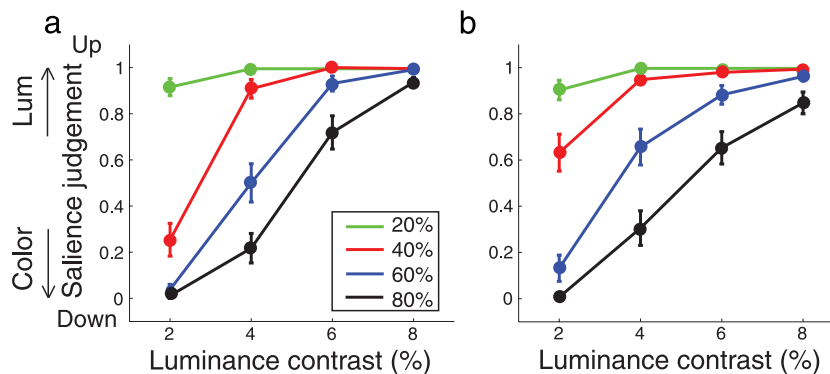 a
Up
1
0.8
0.6
0.4
0.2
0
Down
Color
Lum
Salience judgement
20%
40%
60%
80%
2
4
6
8
Luminance contrast (%)
b
1
0.8
0.6
0.4
0.2
0
2
4
6
8
Luminance contrast (%)